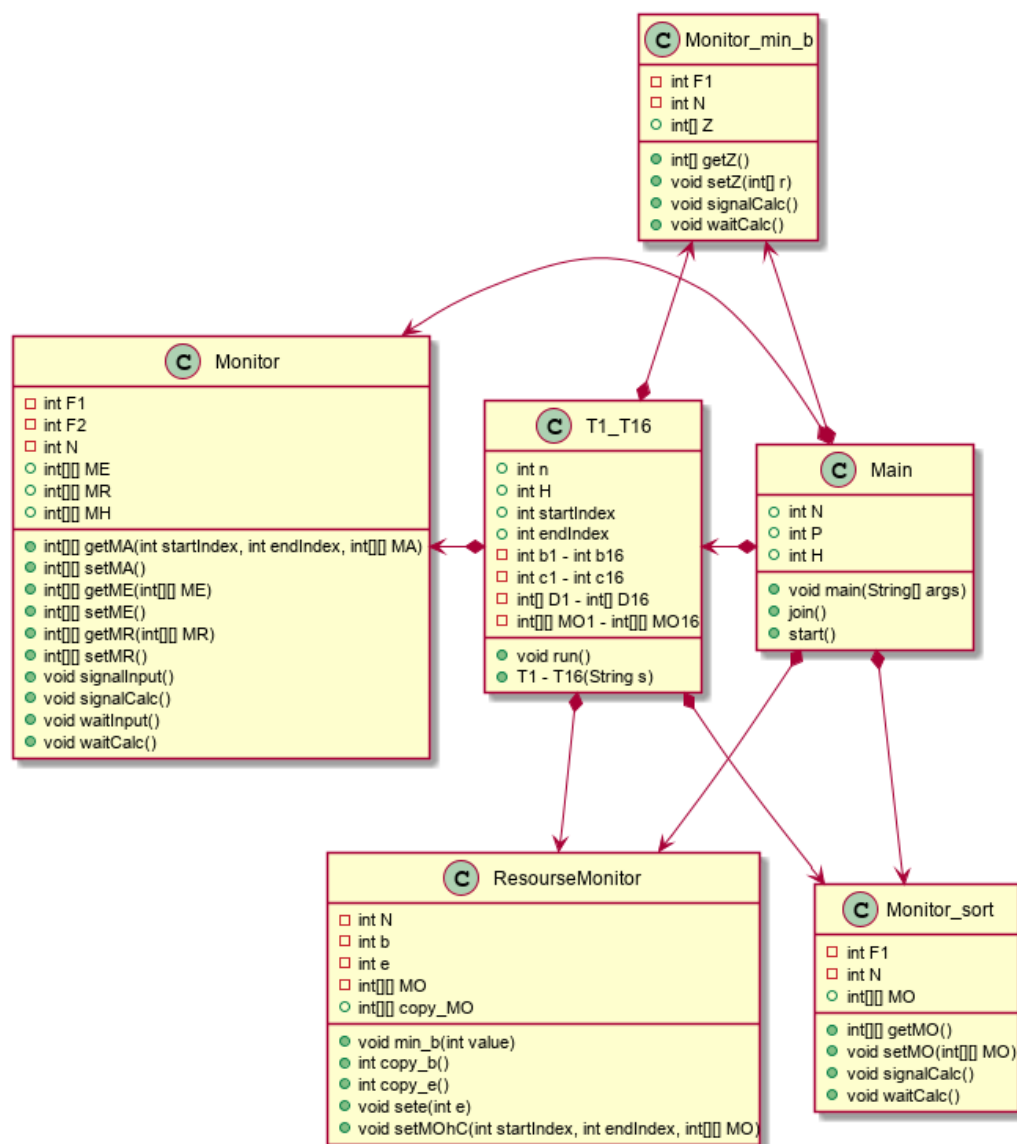 C Monitor_min_b
int F1
int N
int[] Z
int[] getZ()
void setZ(int[] r)
void signalCalc()
void waitCalc()
C Monitor
int F1
int F2
int N
int[][] ME
int[][] MR
int[][] MH
int[][] getMA(int startIndex, int endIndex, int[][] MA)
int[][] setMA()
int[][] getME(int[][] ME)
int[][] setME()
int[][] getMR(int[][] MR)
int[][] setMR()
void signalInput()
void signalCalc()
void waitInput()
void waitCalc()
C T1_T16
int n
int H
int startIndex
int endIndex
int b1 - int b16
int c1 - int c16
int[] D1 - int[] D16
int[][] MO1 - int[][] MO16
void run()
T1 - T16(String s)
C Main
int N
int P
int H
void main(String[] args)
join()
start()
C ResourseMonitor
int N
int b
int e
int[][] MO
int[][] copy_MO
void min_b(int value)
int copy_b()
int copy_e()
void sete(int e)
void setMOhC(int startIndex, int endIndex, int[][] MO)
C Monitor_sort
int F1
int N
int[][] MO
int[][] getMO()
void setMO(int[][] MO)
void signalCalc()
void waitCalc()